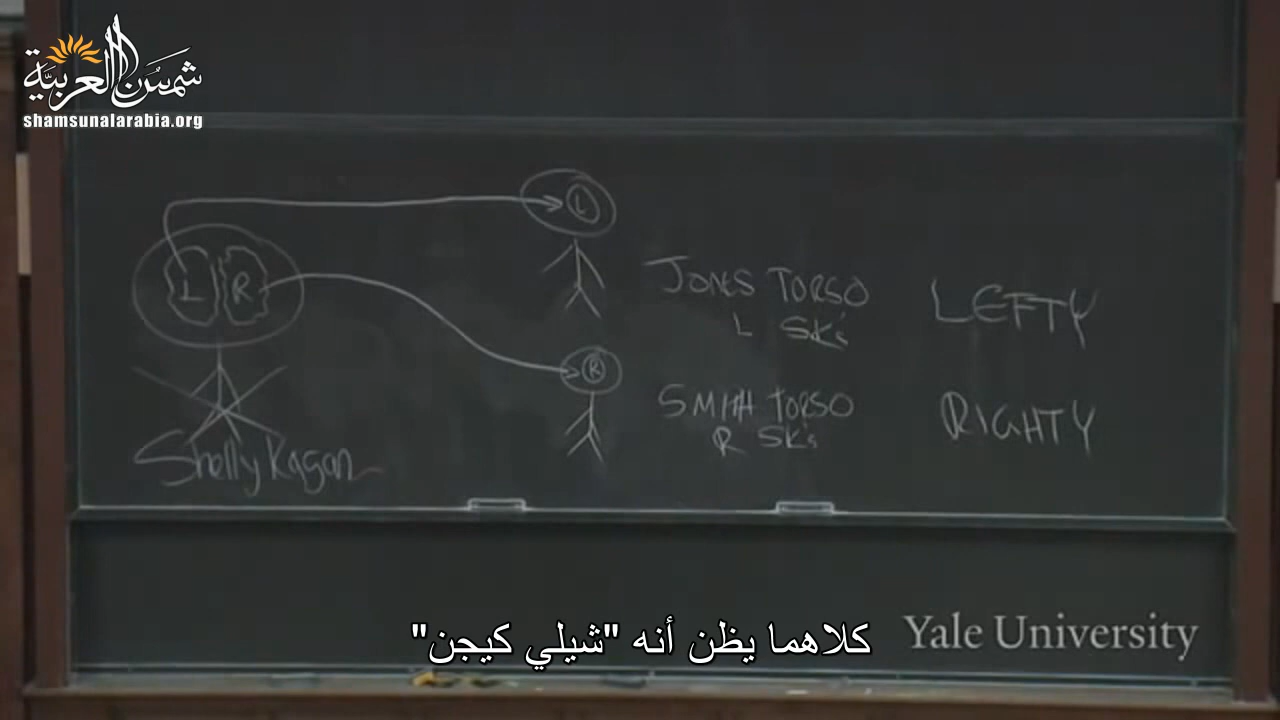 شمس العربية
shamsunalarabia.org
L
L R
JONES TORSO
L SK's
LEFTY
R
SMITH TORSO
R SK's
RIGHTY
Shelly Kagan
كلاهما يظن أنه "شيلي كيجن"
Yale University